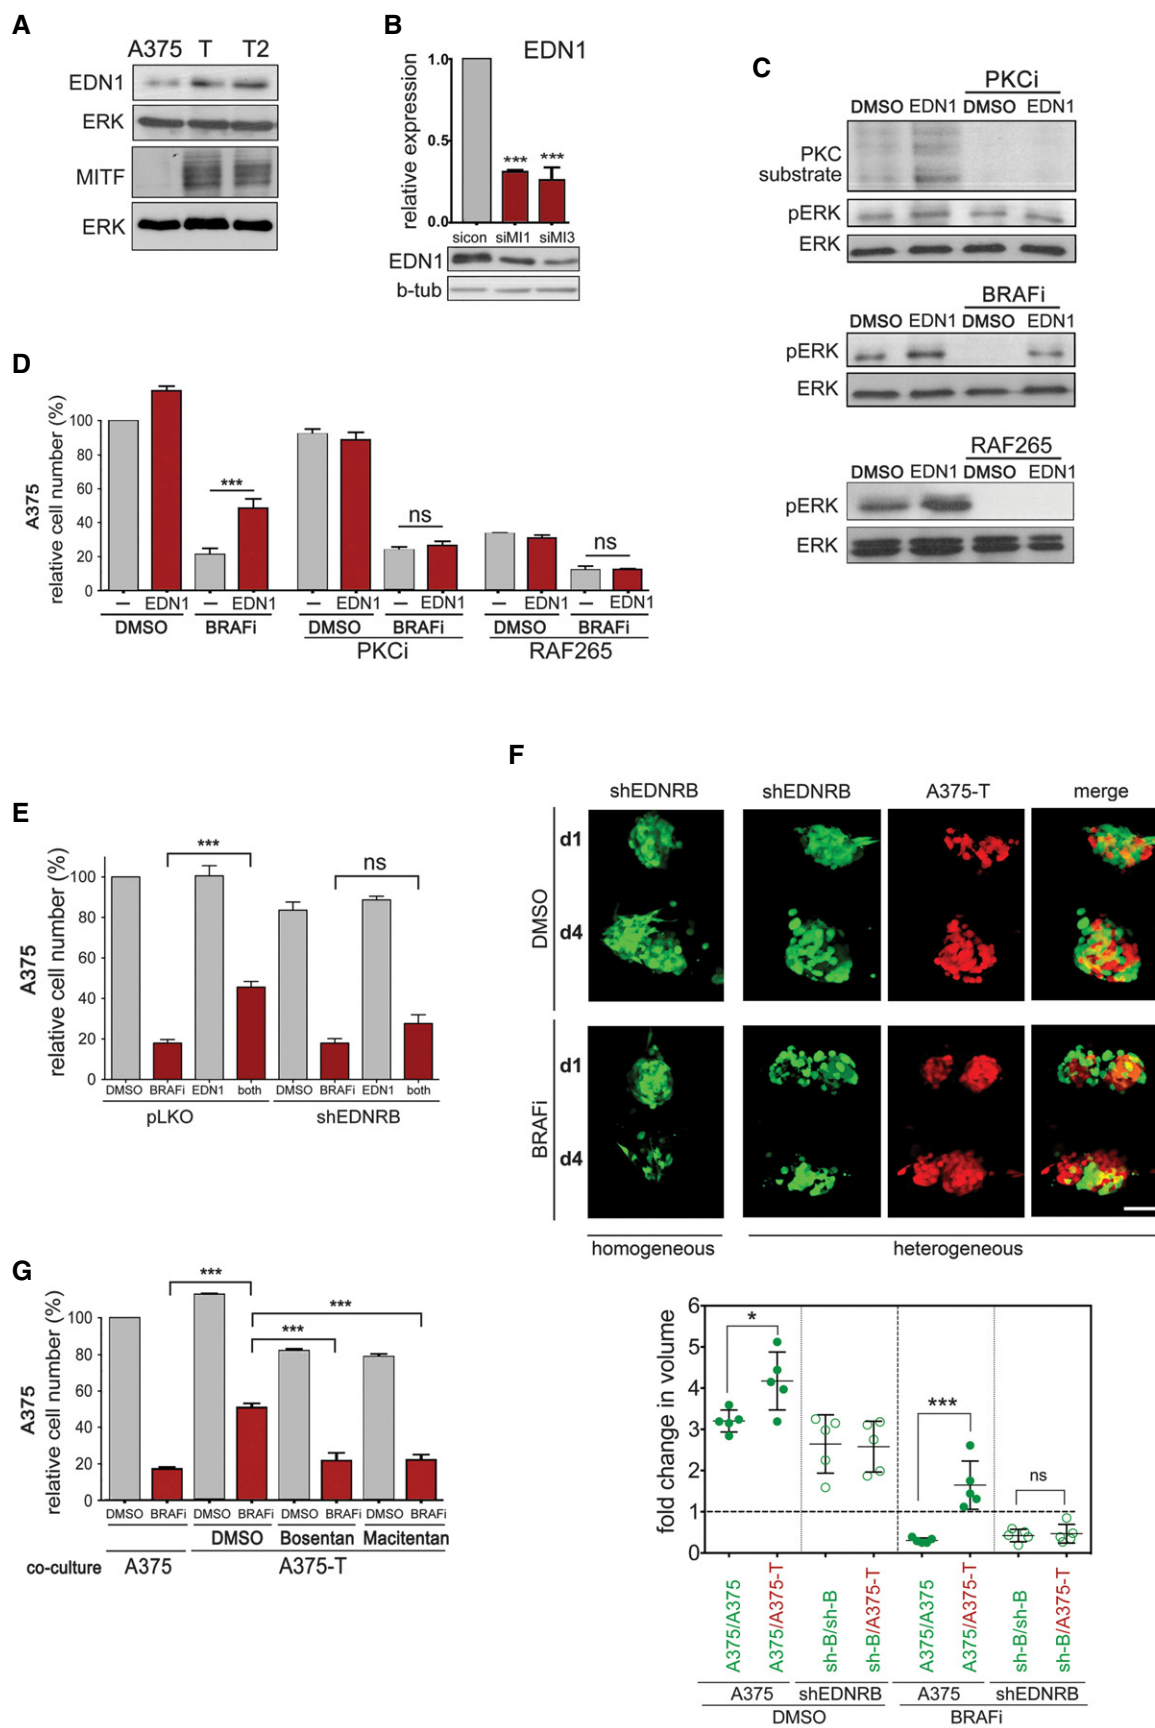 A
A375 T T2
EDN1
ERK
MITF
ERK
B
EDN1
relative expression
1.0
0.5
0.0
*** ***
sicon siMI1 siMI3
EDN1
b-tub
C
PKCi
DMSO EDN1 DMSO EDN1
PKC
substrate
pERK
ERK
BRAFi
DMSO EDN1 DMSO EDN1
pERK
ERK
RAF265
DMSO EDN1 DMSO EDN1
pERK
ERK
D
A375
relative cell number (%)
100
80
60
40
20
0
***
ns
ns
– EDN1 – EDN1 – EDN1 – EDN1 – EDN1 – EDN1
DMSO BRAFi DMSO BRAFi DMSO BRAFi
PKCi RAF265
E
A375
relative cell number (%)
100
80
60
40
20
0
***
ns
DMSO BRAFi EDN1 both DMSO BRAFi EDN1 both
pLKO shEDNRB
F
shEDNRB shEDNRB A375-T merge
DMSO
d1
d4
BRAFi
d1
d4
homogeneous heterogeneous
fold change in volume
6
5
4
3
2
1
0
*
***
ns
A375/A375
A375/A375-T
sh-B/sh-B
sh-B/A375-T
A375/A375
A375/A375-T
sh-B/sh-B
sh-B/A375-T
A375 shEDNRB A375 shEDNRB
DMSO BRAFi
G
A375
relative cell number (%)
100
80
60
40
20
0
***
***
***
DMSO BRAFi DMSO BRAFi DMSO BRAFi DMSO BRAFi
DMSO Bosentan Macitentan
co-culture A375 A375-T